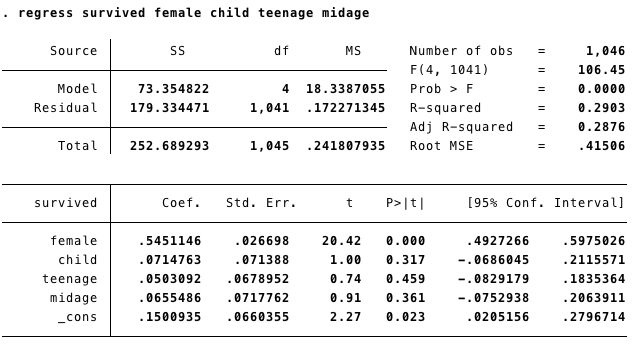 . regress survived female child teenage midage
Source SS df MS Number of obs = 1,046
F(4, 1041) = 106.45
Model 73.354822 4 18.3387055 Prob > F = 0.0000
Residual 179.334471 1,041 .172271345 R-squared = 0.2903
Adj R-squared = 0.2876
Total 252.689293 1,045 .241807935 Root MSE = .41506
survived Coef. Std. Err. t P>|t| [95% Conf. Interval]
female .5451146 .026698 20.42 0.000 .4927266 .5975026
child .0714763 .071388 1.00 0.317 -.0686045 .2115571
teenage .0503092 .0678952 0.74 0.459 -.0829179 .1835364
midage .0655486 .0717762 0.91 0.361 -.0752938 .2063911
_cons .1500935 .0660355 2.27 0.023 .0205156 .2796714